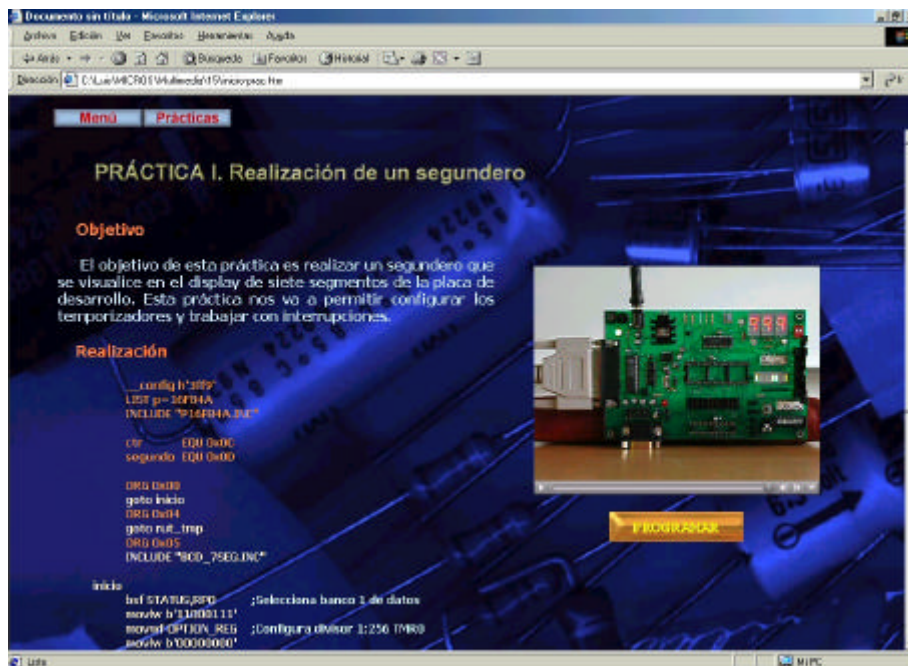 Documento sin título - Microsoft Internet Explorer
Archivo Edición Ver Favoritos Herramientas Ayuda
Atrás Búsqueda Favoritos Historial
Dirección
Menú Prácticas
PRÁCTICA I. Realización de un segundero
Objetivo
El objetivo de esta práctica es realizar un segundero que
se visualice en el display de siete segmentos de la placa de
desarrollo. Esta práctica nos va a permitir configurar los
temporizadores y trabajar con interrupciones.
Realización
__config h'3ff9'
LIST p=16F84A
INCLUDE "P16F84A.INC"
ctr EQU
segundo EQU
ORG 0x00
goto inicio
ORG 0x04
goto rut_tmp
ORG 0x05
INCLUDE "BCD_7SEG.INC"
PROGRAMAR
inicio
bsf STATUS,RP0 ;Selecciona banco 1 de datos
movlw b'11000111'
movwf OPTION_REG ;Configura divisor 1:256 TMR0
movlw b'00000000'
Listo Mi PC